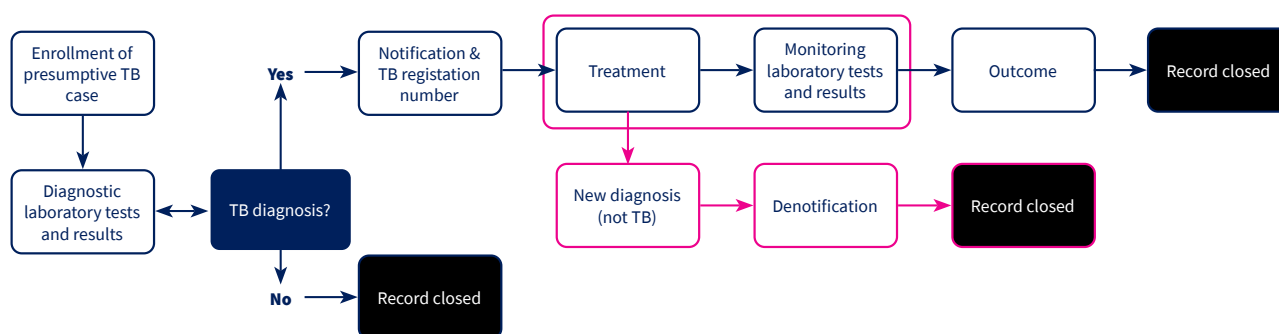 Enrollment of
presumptive TB
case
Diagnostic
laboratory tests
and results
TB diagnosis?
Yes
No
Record closed
Notification &
TB registation
number
Treatment
Monitoring
laboratory tests
and results
Outcome
Record closed
New diagnosis
(not TB)
Denotification
Record closed